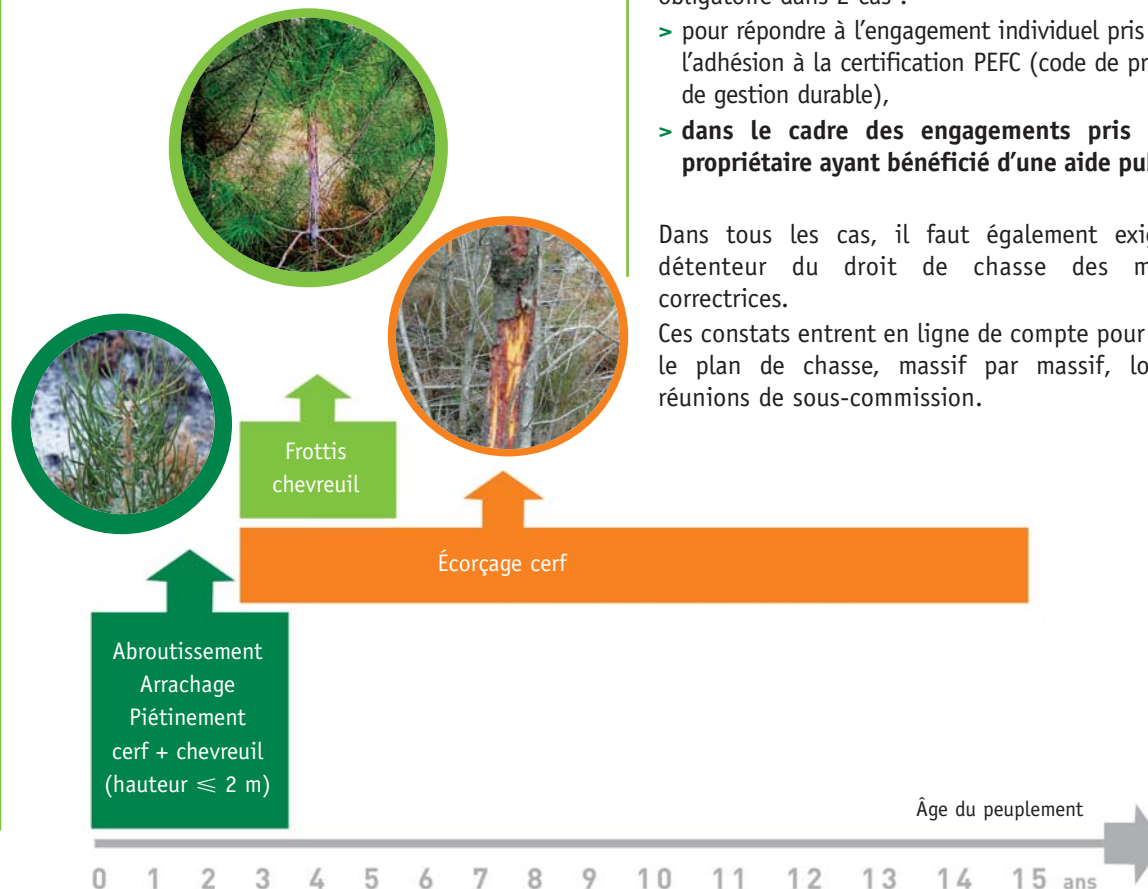 > pour répondre à l’engagement individuel pris
l’adhésion à la certification PEFC (code de
de gestion durable),
> dans le cadre des engagements pris
propriétaire ayant bénéficié d’une aide
Dans tous les cas, il faut également
détenteur du droit de chasse des
correctrices.
Ces constats entrent en ligne de compte pour
le plan de chasse, massif par massif,
réunions de sous-commission.
Frottis
chevreuil
Écorçage cerf
Abroutissement
Arrachage
Piétinement
cerf + chevreuil
(hauteur ⩽ 2 m)
Âge du peuplement
0 1 2 3 4 5 6 7 8 9 10 11 12 13 14 15 ans